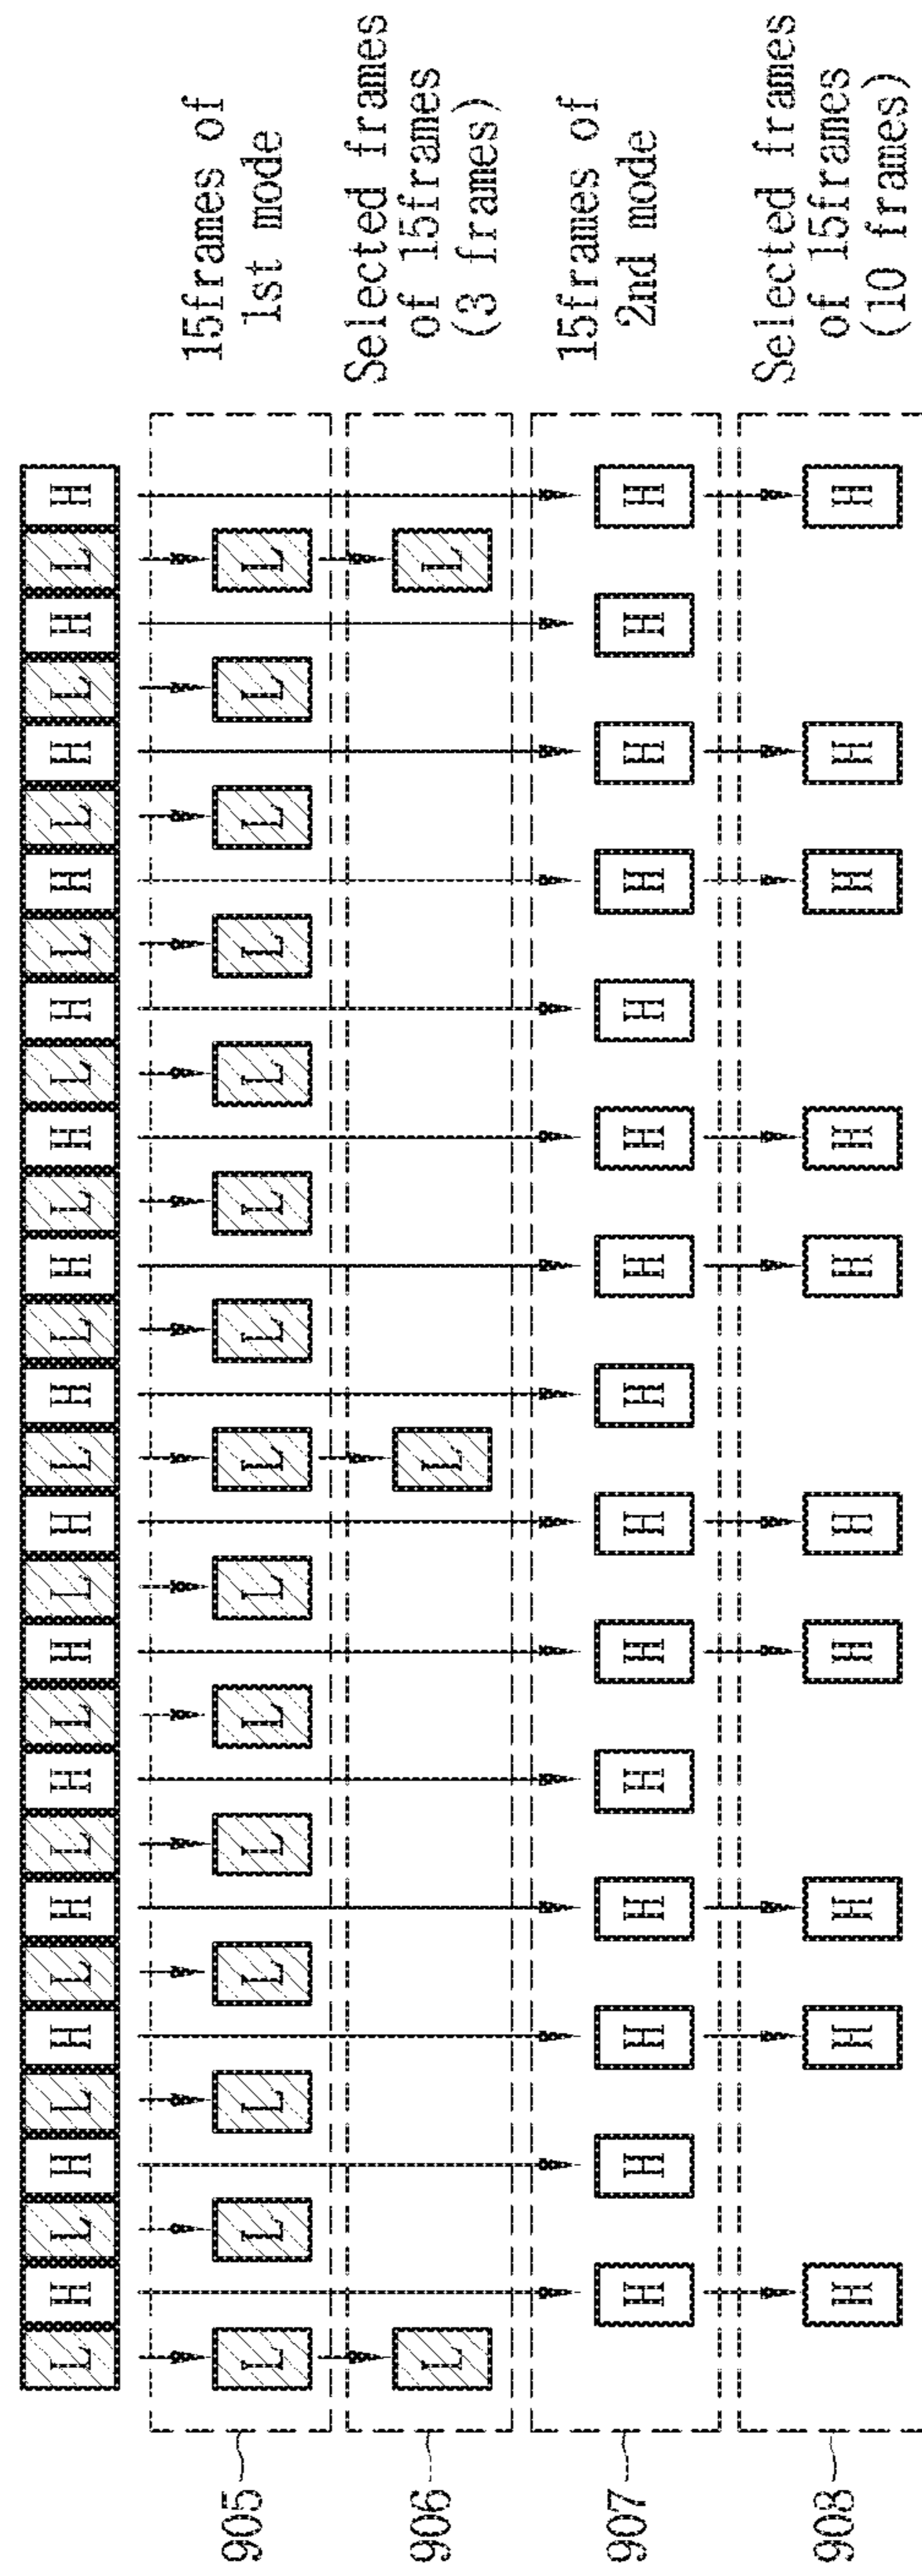 L H L H L H L H L H L H L H L H L H L H L H L H L H L H L H
905 L L L L L L L L L L L L L L L
15frames of
1st mode
906 L L L
Selected frames
of 15frames
(3 frames)
907 H H H H H H H H H H H H H H H
15frames of
2nd mode
908 H H H H H H H H H H
Selected frames
of 15frames
(10 frames)